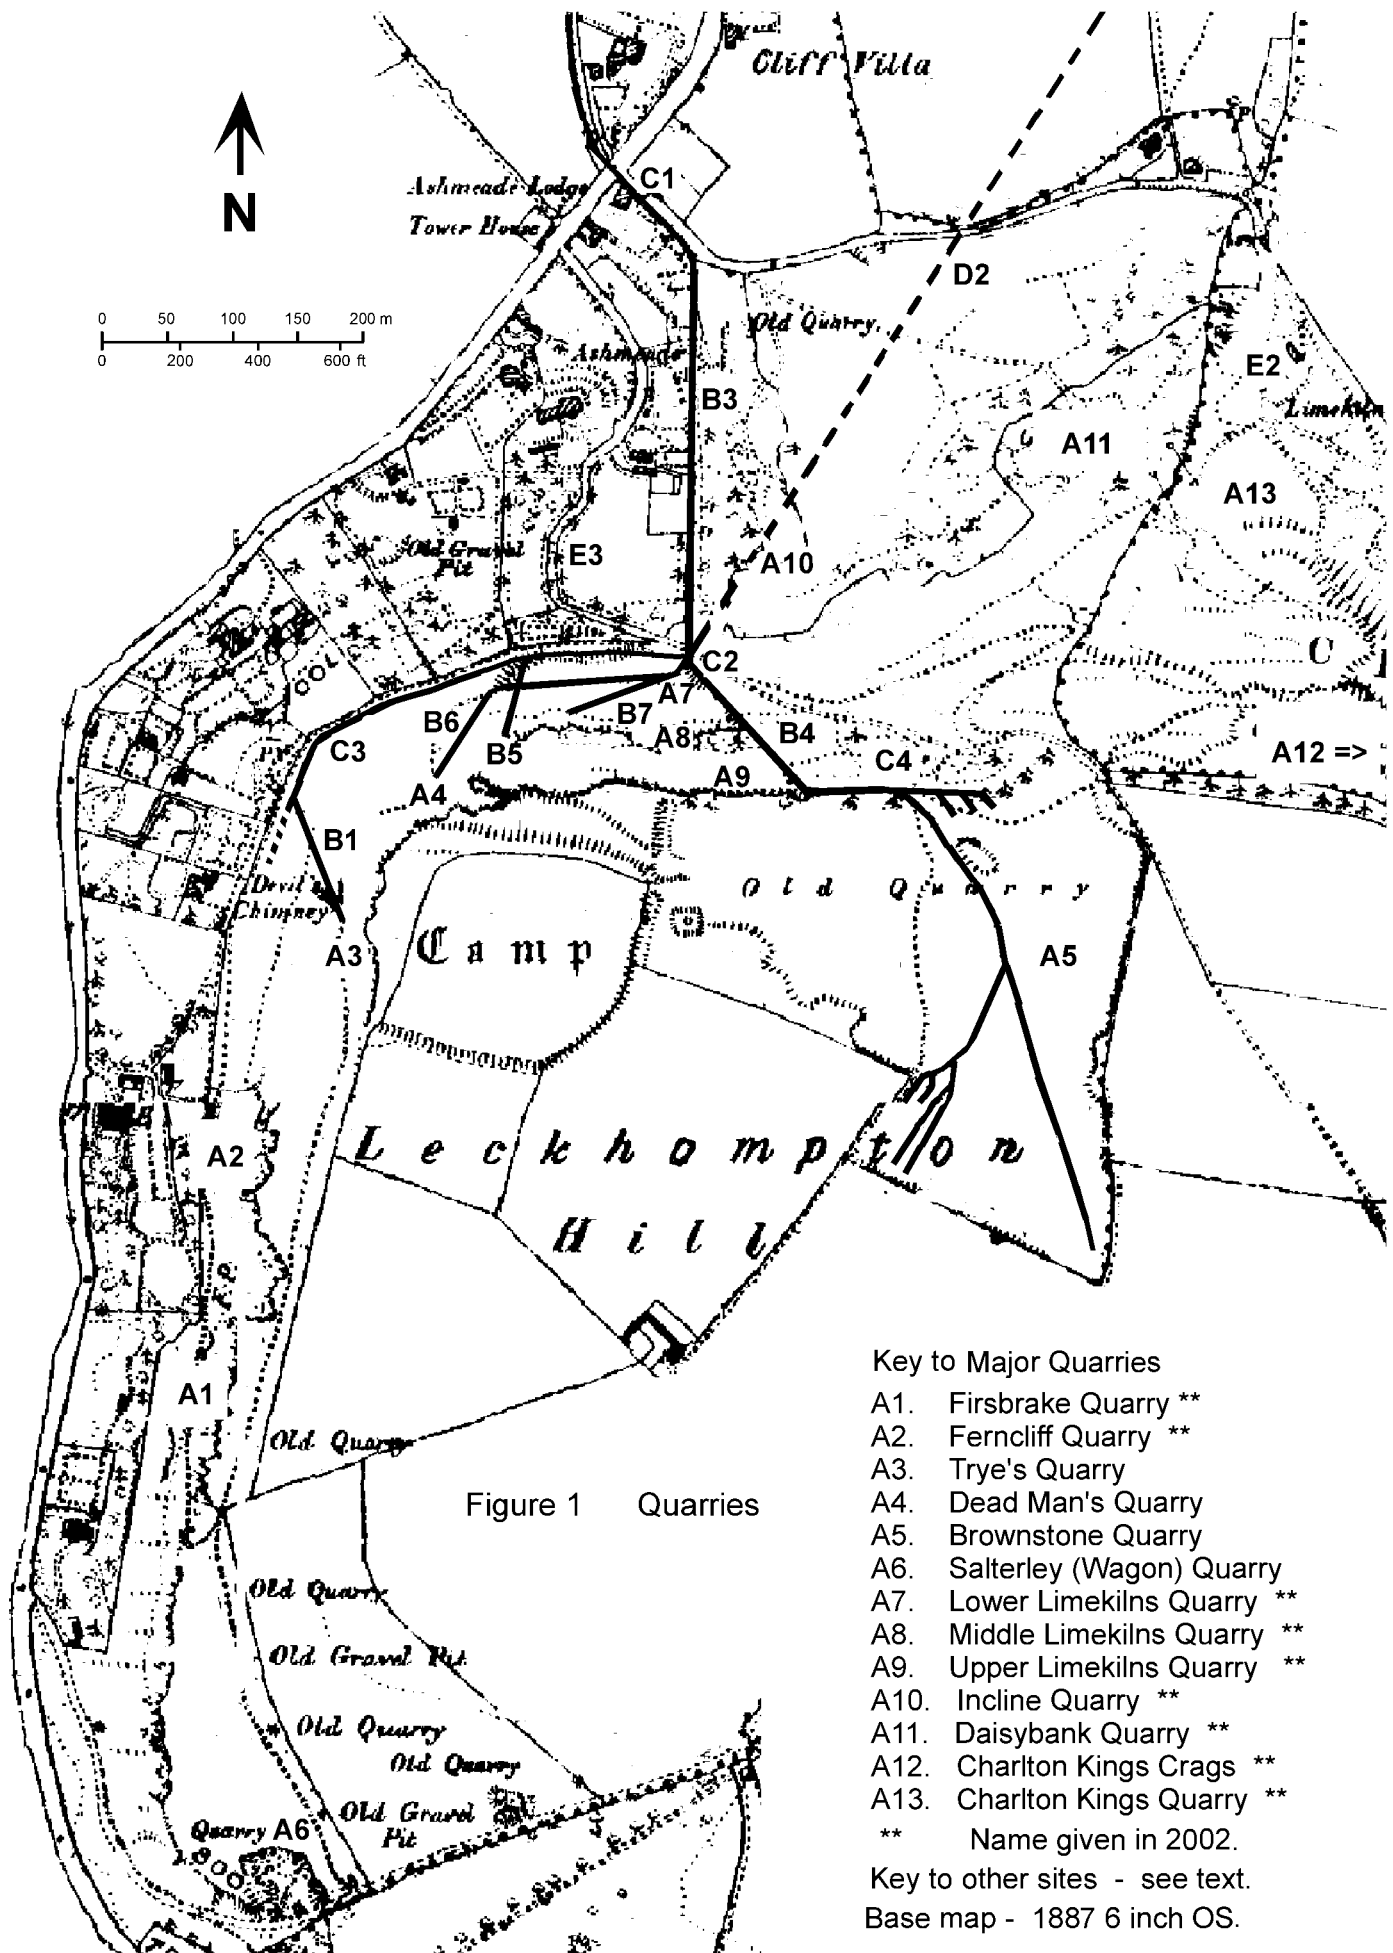 Cliff Villa
C1
Ashmeade Lodge
Tower House
N
D2
0 50 100 150 200 m
0 200 400 600 ft
Old Quarry.
Ashmeade
E2
B3
Limekiln
A11
A13
Old Gravel
Pit
E3
A10
C2
A7
B6
B7
C3
B5
A8
B4
C4
A12 =>
A4
A9
B1
Devil's
Chimney
Old Quarry
A3
Camp
A5
A2
Leckhampton
Hill
A1
Old Quarry
Figure 1 Quarries
Old Quarry
Old Gravel Pit
Old Quarry
Old Quarry
Old Gravel
Pit
Quarry A6
Key to Major Quarries
A1. Firsbrake Quarry **
A2. Ferncliff Quarry **
A3. Trye's Quarry
A4. Dead Man's Quarry
A5. Brownstone Quarry
A6. Salterley (Wagon) Quarry
A7. Lower Limekilns Quarry **
A8. Middle Limekilns Quarry **
A9. Upper Limekilns Quarry **
A10. Incline Quarry **
A11. Daisybank Quarry **
A12. Charlton Kings Crags **
A13. Charlton Kings Quarry **
** Name given in 2002.
Key to other sites - see text.
Base map - 1887 6 inch OS.